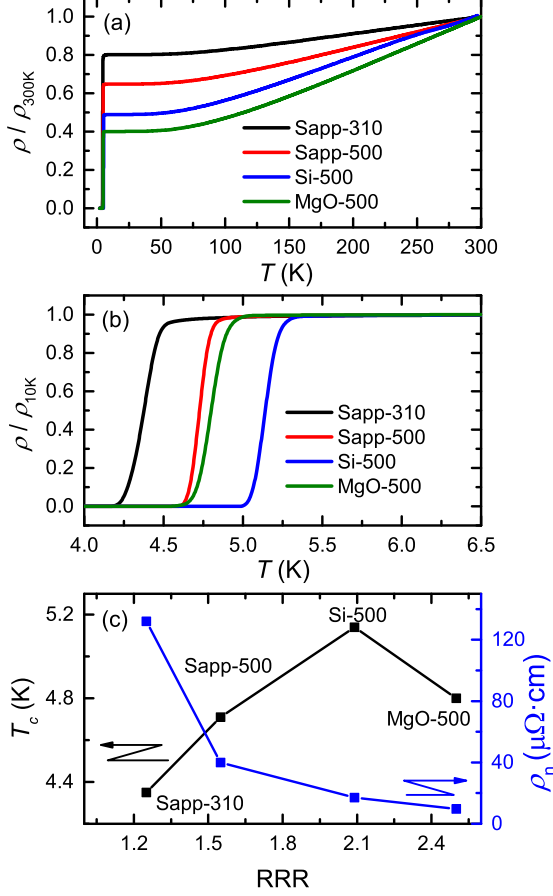 (a)
ρ / ρ300K
1.0
0.8
0.6
0.4
0.2
0.0
Sapp-310
Sapp-500
Si-500
MgO-500
0 50 100 150 200 250 300
T (K)
(b)
ρ / ρ10K
1.0
0.8
0.6
0.4
0.2
0.0
Sapp-310
Sapp-500
Si-500
MgO-500
4.0 4.5 5.0 5.5 6.0 6.5
T (K)
(c)
Tc (K)
5.2
4.8
4.4
Si-500
Sapp-500
MgO-500
Sapp-310
120
80
40
0
ρn (μΩ·cm)
1.2 1.5 1.8 2.1 2.4
RRR